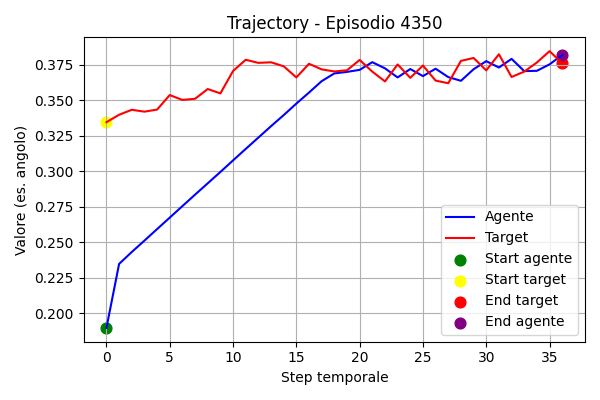 Trajectory - Episodio 4350
Valore (es. angolo)
0.375
0.350
0.325
0.300
0.275
0.250
0.225
0.200
Agente
Target
Start agente
Start target
End target
End agente
0 5 10 15 20 25 30 35
Step temporale